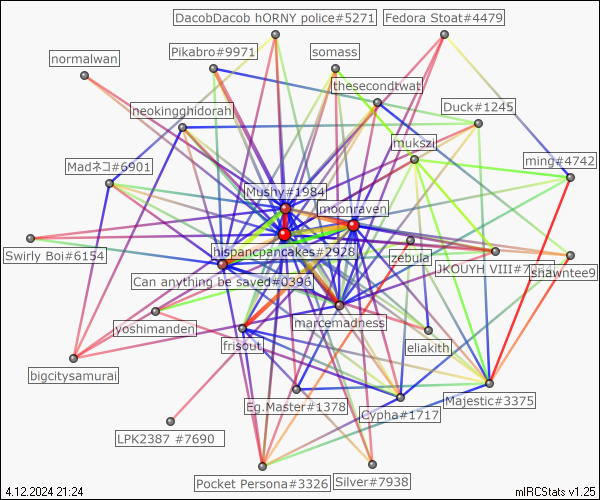 DacobDacob hORNY police#5271
Fedora Stoat#4479
normalwan
Pikabro#9971
somass
thesecondtwat
neokingghidorah
Duck#1245
mukszi
Madネコ#6901
ming#4742
Mushy#1984
moonraven
Swirly Boi#6154
hispancpancakes#2928
zebula
JKOUYH VIII#7
shawntee9
Can anything be saved#0396
yoshimanden
marcemadness
frisout
eliakith
bigcitysamurai
Eg.Master#1378
Cypha#1717
Majestic#3375
LPK2387 #7690
Pocket Persona#3326
Silver#7938
4.12.2024 21:24
mIRCStats v1.25